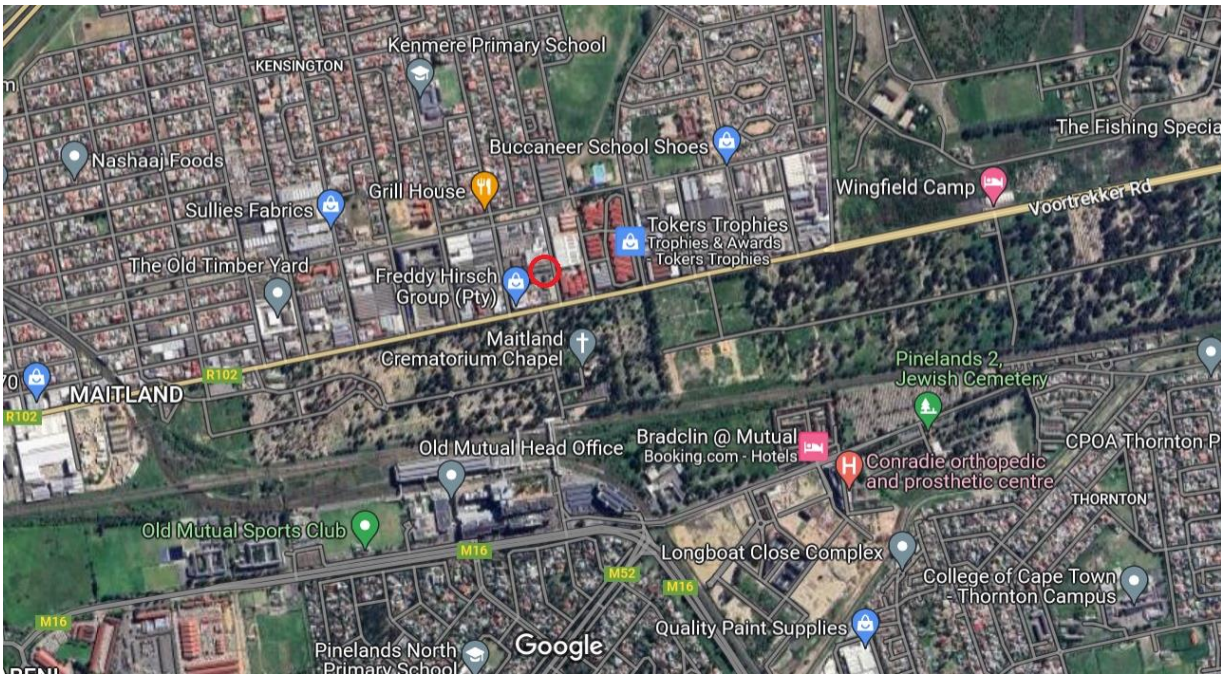 Kenmere Primary School
KENSINGTON
m
Nashaaj Foods
Buccaneer School Shoes
The Fishing Specia
Grill House
Wingfield Camp
Voortrekker Rd
Sullies Fabrics
Tokers Trophies
Trophies & Awards
- Tokers Trophies
The Old Timber Yard
Freddy Hirsch
Group (Pty)
Maitland
Crematorium Chapel
R102
70
MAITLAND
R102
Pinelands 2,
Jewish Cemetery
Bradclin @ Mutual
Booking.com - Hotels
CPOA Thornton P
Old Mutual Head Office
Conradie orthopedic
and prosthetic centre
THORNTON
Old Mutual Sports Club
M16
Longboat Close Complex
M52
M16
College of Cape Town
- Thornton Campus
M16
Quality Paint Supplies
Pinelands North
Primary School
Google